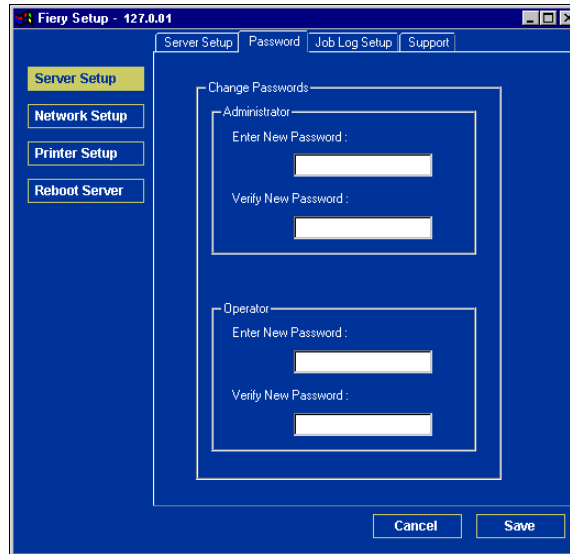 Fiery Setup - 127.0.01
Server Setup Password Job Log Setup Support
Server Setup
Network Setup
Printer Setup
Reboot Server
Change Passwords
Administrator
Enter New Password :
Verify New Password :
Operator
Enter New Password :
Verify New Password :
Cancel Save